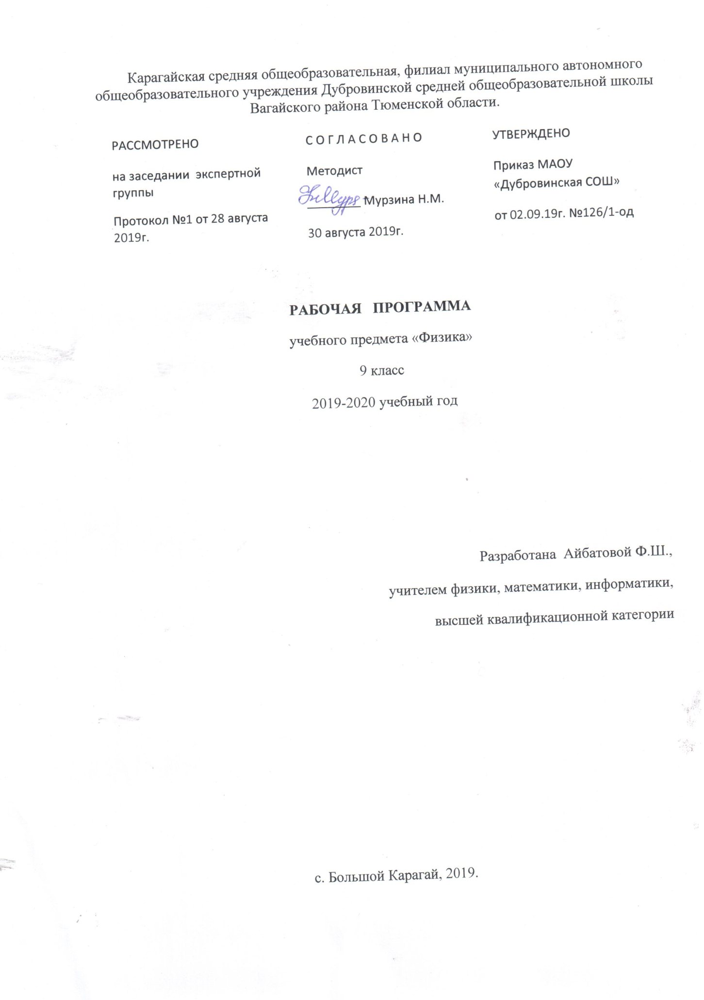 Карагайская средняя общеобразовательная, филиал муниципального автономного
общеобразовательного учреждения Дубровинской средней общеобразовательной школы
Вагайского района Тюменской области.
РАССМОТРЕНО
на заседании экспертной
группы
Протокол №1 от 28 августа
2019г.
С О Г Л А С О В А Н О
Методист
________ Мурзина Н.М.
30 августа 2019г.
УТВЕРЖДЕНО
Приказ МАОУ
«Дубровинская СОШ»
от 02.09.19г. №126/1-од
РАБОЧАЯ ПРОГРАММА
учебного предмета «Физика»
9 класс
2019-2020 учебный год
Разработана Айбатовой Ф.Ш.,
учителем физики, математики, информатики,
высшей квалификационной категории
с. Большой Карагай, 2019.